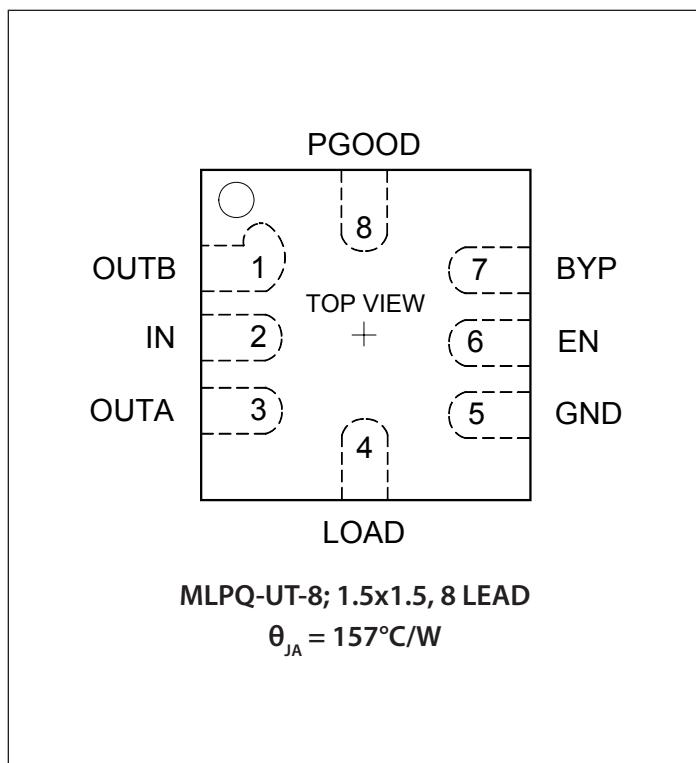 PGOOD
8
OUTB 1 7 BYP
TOP VIEW
IN 2 6 EN
OUTA 3 5 GND
4
LOAD
MLPQ-UT-8; 1.5x1.5, 8 LEAD
θJA = 157°C/W